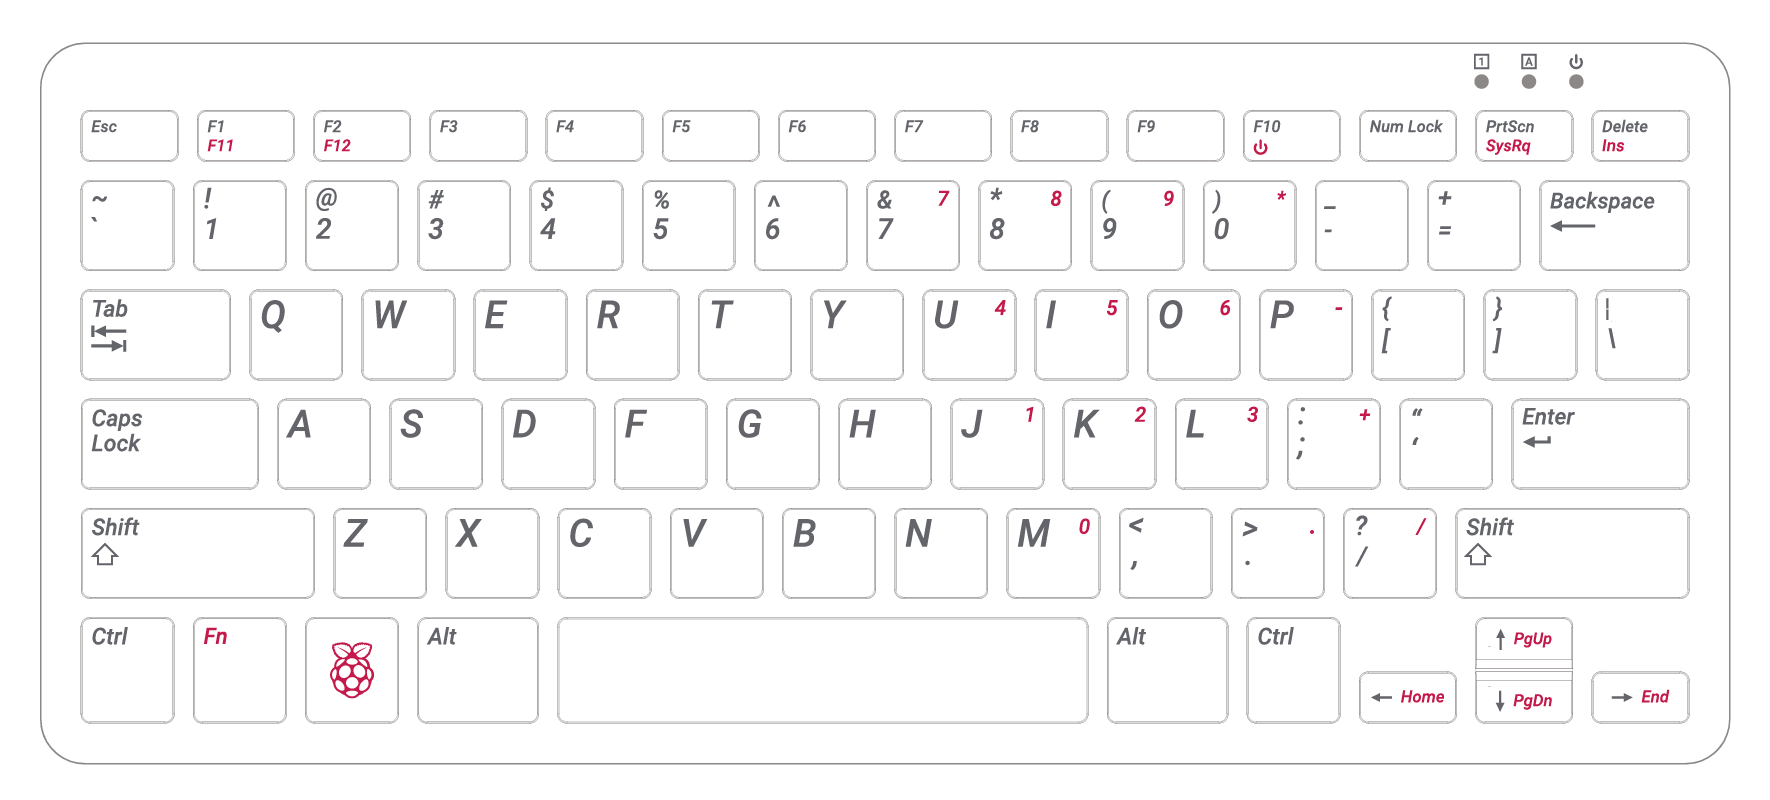 1 A
Esc F1 F2 F3 F4 F5 F6 F7 F8 F9 F10 Num Lock PrtScn Delete
F11 F12 SysRq Ins
~ ! @ # $ % ^ & 7 * 8 ( 9 ) * _ + Backspace
` 1 2 3 4 5 6 7 8 9 0 - =
Tab Q W E R T Y U 4 I 5 O 6 P - { } ¦
[ ] \
Caps A S D F G H J 1 K 2 L 3 : + “ Enter
Lock ; ‘
Shift Z X C V B N M 0 < > . ? / Shift
, . /
Ctrl Fn Alt Alt Ctrl ↑ PgUp
← Home ↓ PgDn → End